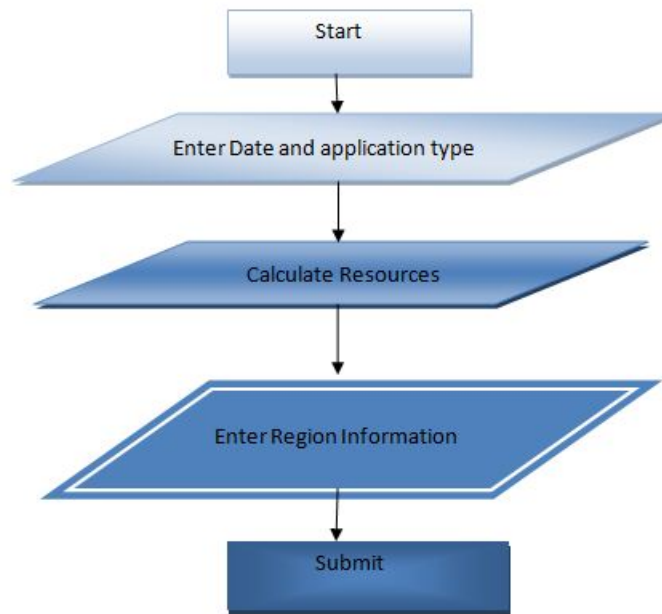 Start
Enter Date and application type
Calculate Resources
Enter Region Information
Submit